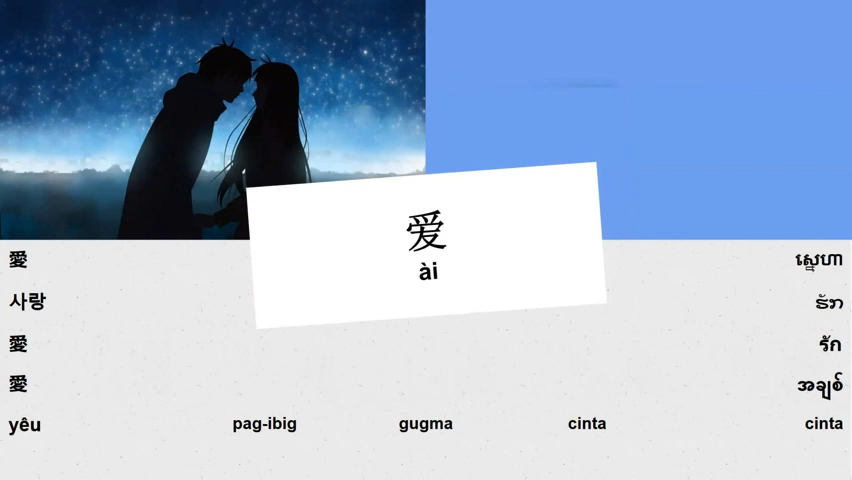 爱
ài
愛 ស្នេហា
사랑 ຮັກ
愛 รัก
愛 အချစ်
yêu pag-ibig gugma cinta cinta